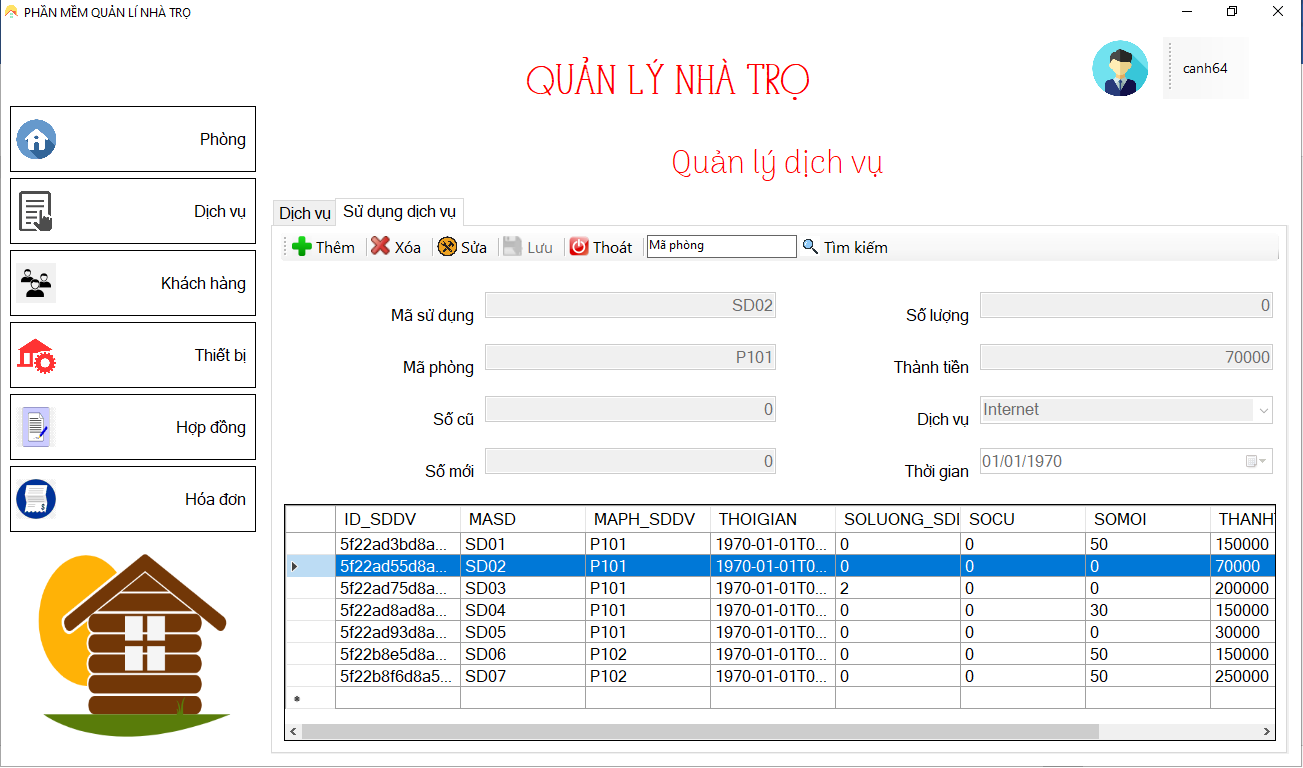 PHẦN MỀM QUẢN LÍ NHÀ TRỌ
QUẢN LÝ NHÀ TRỌ
canh64
Quản lý dịch vụ
Phòng
Dịch vụ
Khách hàng
Thiết bị
Hợp đồng
Hóa đơn
Dịch vụ Sử dụng dịch vụ
Thêm Xóa Sửa Lưu Thoát Mã phòng Tìm kiếm
Mã sử dụng SD02 Số lượng 0
Mã phòng P101 Thành tiền 70000
Số cũ 0 Dịch vụ Internet
Số mới 0 Thời gian 01/01/1970
ID_SDDV MASD MAPH_SDDV THOIGIAN SOLUONG_SDI SOCU SOMOI THANHT
5f22ad3bd8a... SD01 P101 1970-01-01T0... 0 0 50 150000
5f22ad55d8a... SD02 P101 1970-01-01T0... 0 0 0 70000
5f22ad75d8a... SD03 P101 1970-01-01T0... 2 0 0 200000
5f22ad8ad8a... SD04 P101 1970-01-01T0... 0 0 30 150000
5f22ad93d8a... SD05 P101 1970-01-01T0... 0 0 0 30000
5f22b8e5d8a... SD06 P102 1970-01-01T0... 0 0 50 150000
5f22b8f6d8a5... SD07 P102 1970-01-01T0... 0 0 50 250000